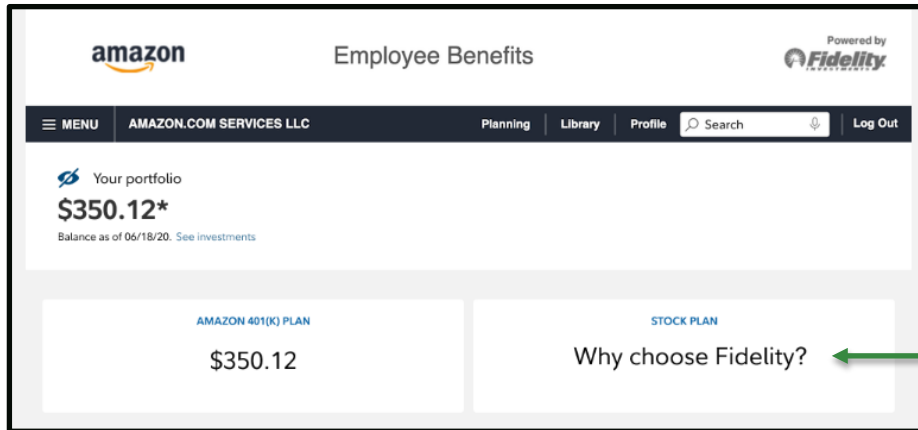 amazon
Employee Benefits
Powered by
Fidelity
INVESTMENTS
MENU
AMAZON.COM SERVICES LLC
Planning
Library
Profile
Search
Log Out
Your portfolio
$350.12*
Balance as of 06/18/20. See investments
AMAZON 401(K) PLAN
$350.12
STOCK PLAN
Why choose Fidelity?